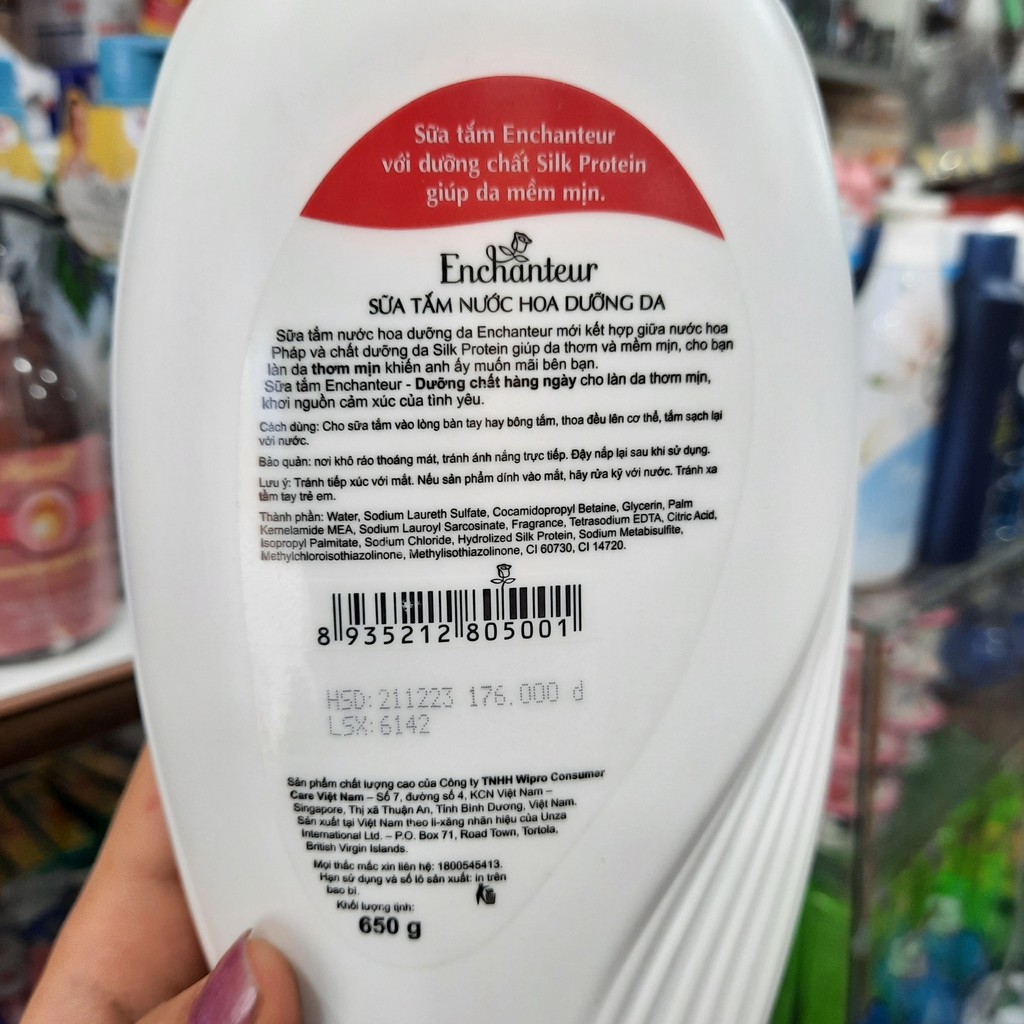 Sữa tắm Enchanteur
với dưỡng chất Silk Protein
giúp da mềm mịn.
Enchanteur
SỮA TẮM NƯỚC HOA DƯỠNG DA
Sữa tắm nước hoa dưỡng da Enchanteur mới kết hợp giữa nước hoa
Pháp và chất dưỡng da Silk Protein giúp da thơm và mềm mịn, cho bạn
làn da thơm mịn khiến anh ấy muốn mãi bên bạn.
Sữa tắm Enchanteur - Dưỡng chất hàng ngày cho làn da thơm mịn,
khơi nguồn cảm xúc của tình yêu.
Cách dùng: Cho sữa tắm vào lòng bàn tay hay bông tắm, thoa đều lên cơ thể, tắm sạch lại
với nước.
Bảo quản: nơi khô ráo thoáng mát, tránh ánh nắng trực tiếp. Đậy nắp lại sau khi sử dụng.
Lưu ý: Tránh tiếp xúc với mắt. Nếu sản phẩm dính vào mắt, hãy rửa kỹ với nước. Tránh xa
tầm tay trẻ em.
Thành phần: Water, Sodium Laureth Sulfate, Cocamidopropyl Betaine, Glycerin, Palm
Kernelamide MEA, Sodium Lauroyl Sarcosinate, Fragrance, Tetrasodium EDTA, Citric Acid,
Isopropyl Palmitate, Sodium Chloride, Hydrolized Silk Protein, Sodium Metabisulfite,
Methylchloroisothiazolinone, Methylisothiazolinone, CI 60730, CI 14720.
8 935212 805001
HSD: 211223 176.000 đ
LSX: 6142
Sản phẩm chất lượng cao của Công ty TNHH Wipro Consumer
Care Việt Nam – Số 7, đường số 4, KCN Việt Nam –
Singapore, Thị xã Thuận An, Tỉnh Bình Dương, Việt Nam.
Sản xuất tại Việt Nam theo li-xăng nhãn hiệu của Unza
International Ltd. – P.O. Box 71, Road Town, Tortola,
British Virgin Islands.
Mọi thắc mắc xin liên hệ: 1800545413.
Hạn sử dụng và số lô sản xuất: in trên
bao bì.
Khối lượng tịnh:
650 g